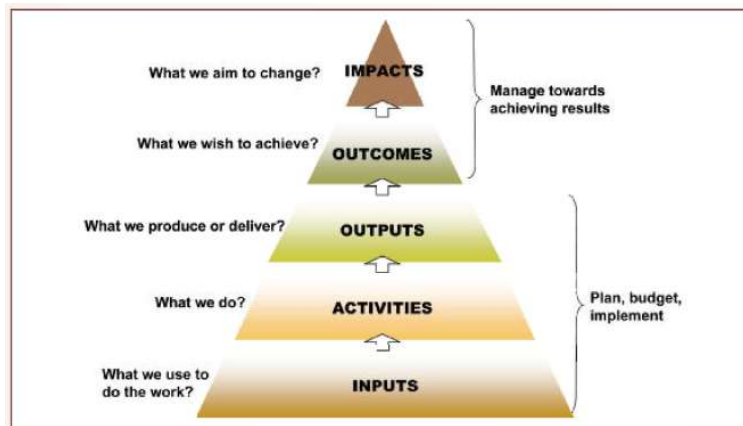 What we aim to change?
IMPACTS
Manage towards
achieving results
What we wish to achieve?
OUTCOMES
What we produce or deliver?
OUTPUTS
What we do?
ACTIVITIES
Plan, budget,
implement
What we use to
do the work?
INPUTS